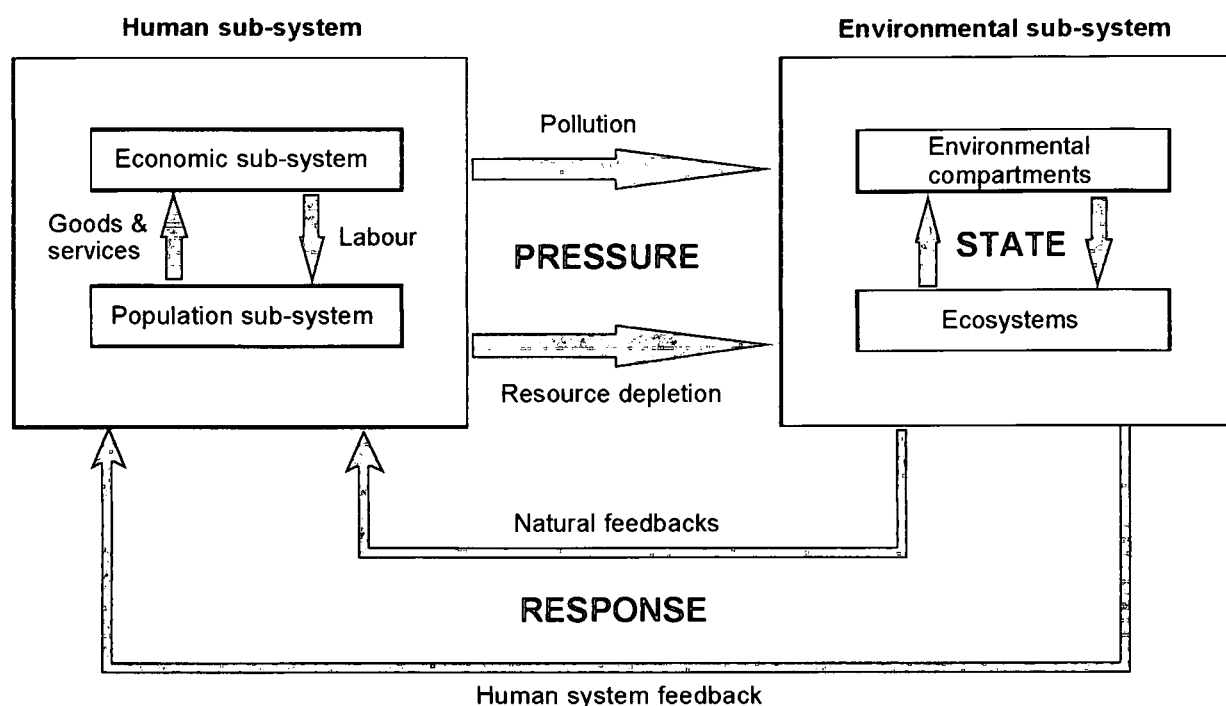 Human sub-system
Environmental sub-system
Economic sub-system
Goods &
services
Labour
Population sub-system
Pollution
PRESSURE
Resource depletion
Environmental
compartments
STATE
Ecosystems
Natural feedbacks
RESPONSE
Human system feedback